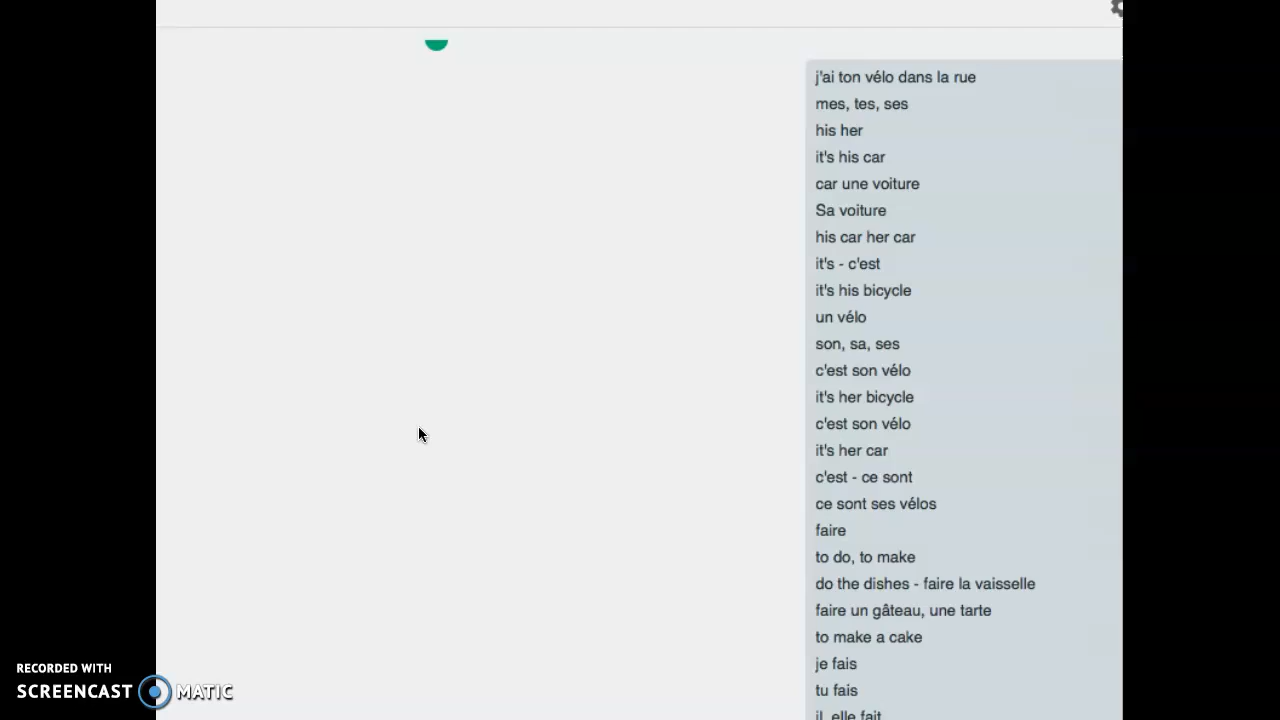 j'ai ton vélo dans la rue
mes, tes, ses
his her
it's his car
car une voiture
Sa voiture
his car her car
it's - c'est
it's his bicycle
un vélo
son, sa, ses
c'est son vélo
it's her bicycle
c'est son vélo
it's her car
c'est - ce sont
ce sont ses vélos
faire
to do, to make
do the dishes - faire la vaisselle
faire un gâteau, une tarte
to make a cake
je fais
tu fais
il, elle fait
RECORDED WITH
SCREENCAST MATIC